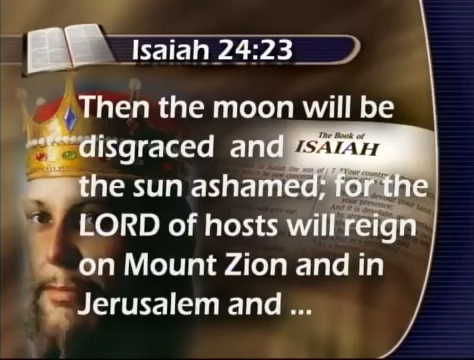 Isaiah 24:23
Then the moon will be
disgraced and
the sun ashamed; for the
LORD of hosts will reign
on Mount Zion and in
Jerusalem and ...
The Book of
ISAIAH